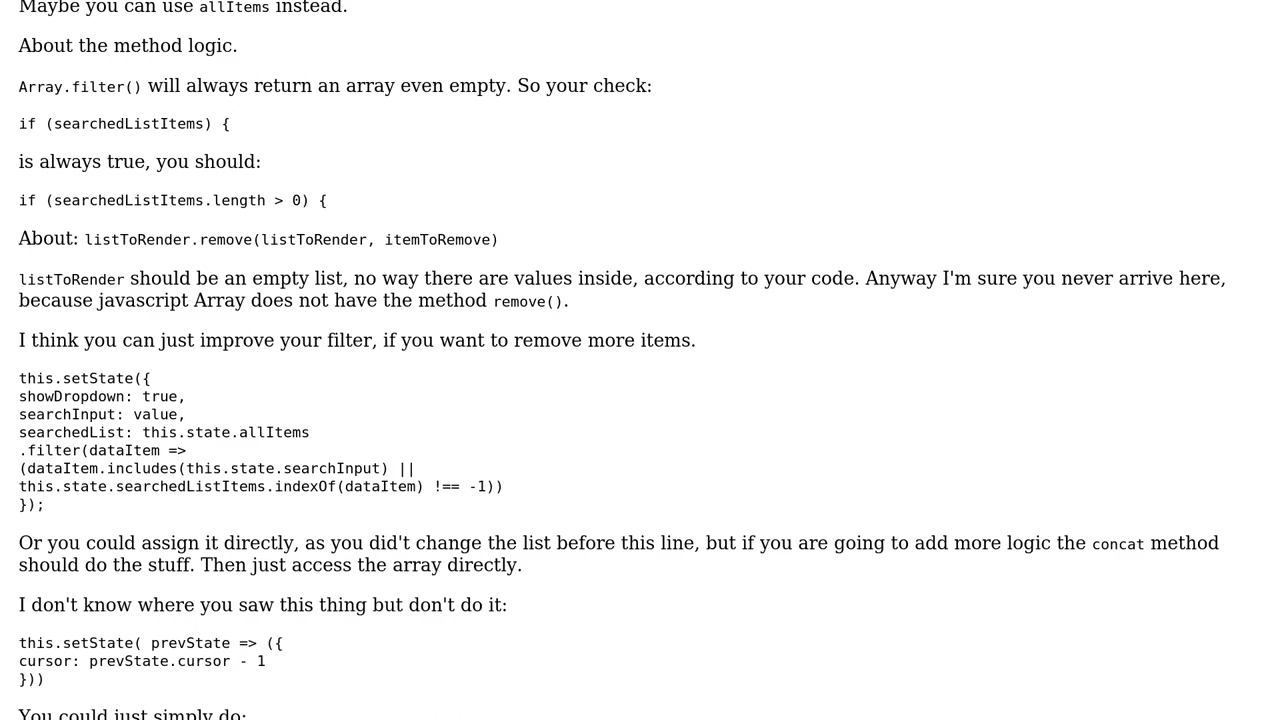 Maybe you can use allItems instead.
About the method logic.
Array.filter() will always return an array even empty. So your check:
if (searchedListItems) {
is always true, you should:
if (searchedListItems.length > 0) {
About: listToRender.remove(listToRender, itemToRemove)
listToRender should be an empty list, no way there are values inside, according to your code. Anyway I'm sure you never arrive here,
because javascript Array does not have the method remove().
I think you can just improve your filter, if you want to remove more items.
this.setState({
showDropdown: true,
searchInput: value,
searchedList: this.state.allItems
.filter(dataItem =>
(dataItem.includes(this.state.searchInput) ||
this.state.searchedListItems.indexOf(dataItem) !== -1))
});
Or you could assign it directly, as you did't change the list before this line, but if you are going to add more logic the concat method
should do the stuff. Then just access the array directly.
I don't know where you saw this thing but don't do it:
this.setState( prevState => ({
cursor: prevState.cursor - 1
}))
You could just simply do: